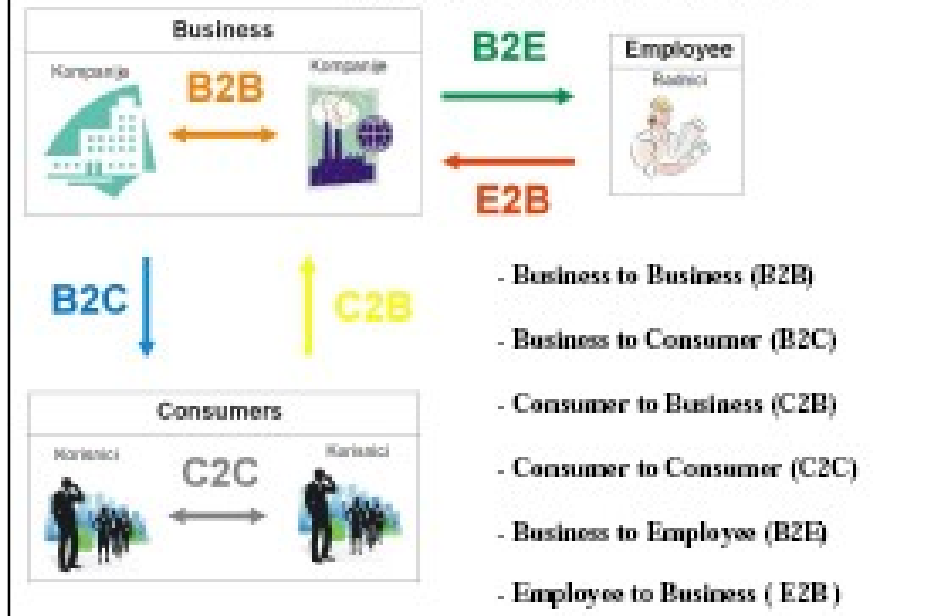 Business
Kompanije
Kompanije
B2B
B2E
Employee
Radnici
E2B
B2C
C2B
- Business to Business (B2B)
- Business to Consumer (B2C)
- Consumer to Business (C2B)
- Consumer to Consumer (C2C)
- Business to Employee (B2E)
- Employee to Business ( E2B )
Consumers
Korisnici
Korisnici
C2C